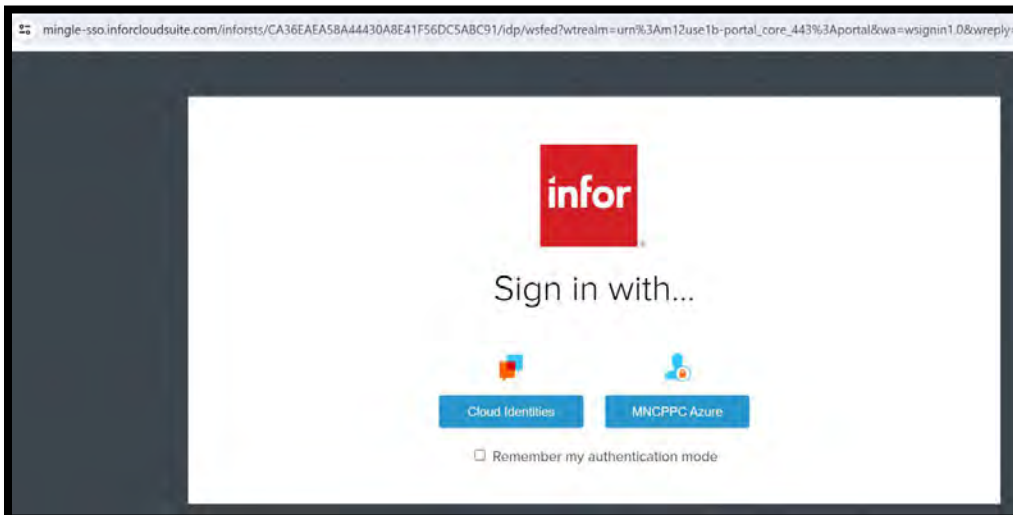 mingle-sso.inforcloudsuite.com/inforsts/CA36EAEA58A44430A8E41F56DC5ABC91/idp/wsfed?wtrealm=urn%3Am12use1b-portal_core_443%3Aportal&wa=wsignin1.0&wreply=
infor
Sign in with...
Cloud Identities MNCPPC Azure
Remember my authentication mode